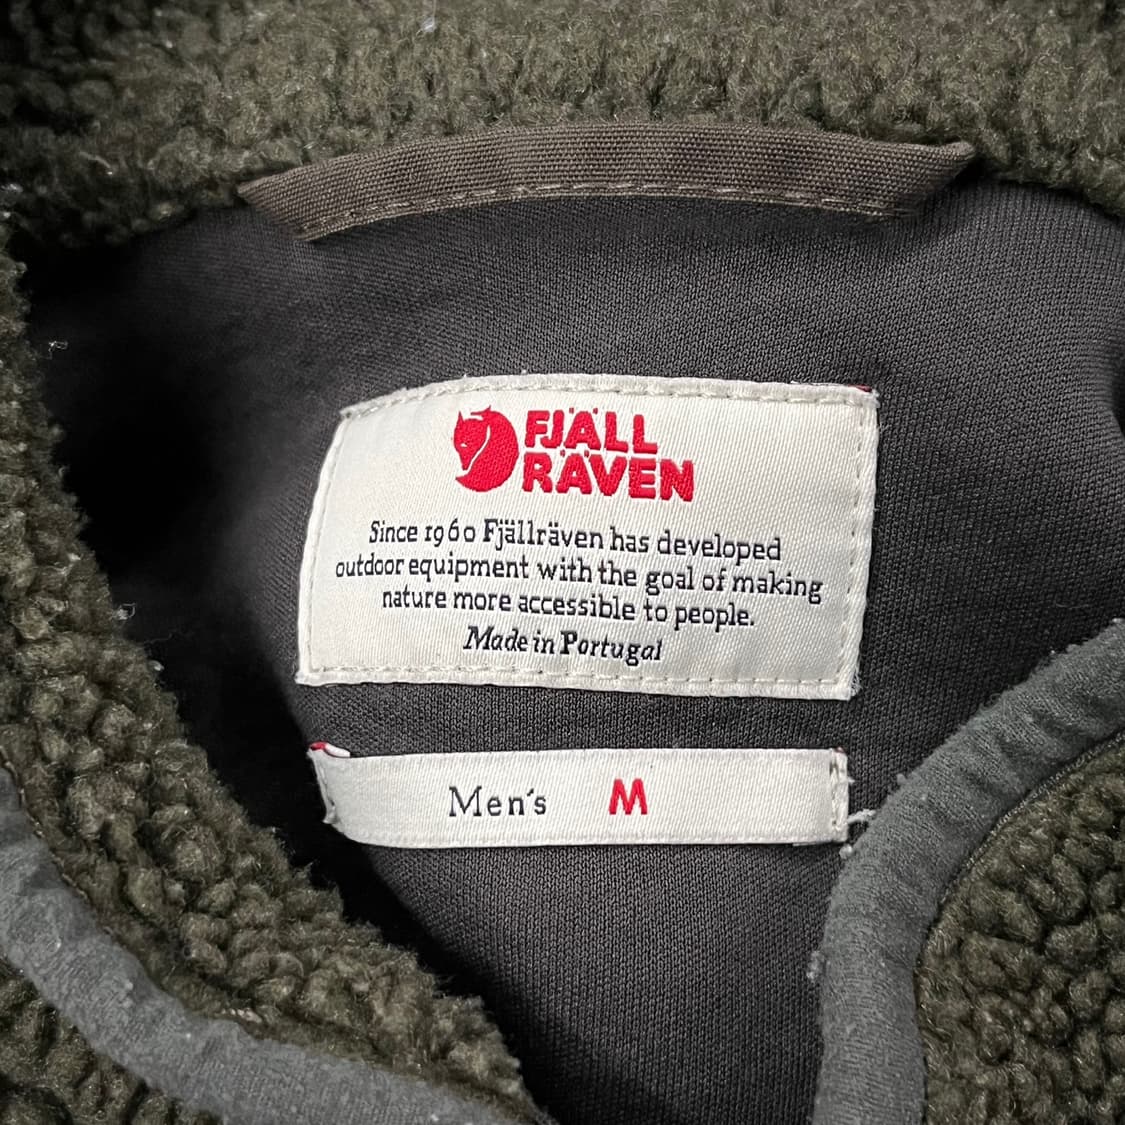 FJÄLL
RÄVEN
Since 1960 Fjällräven has developed
outdoor equipment with the goal of making
nature more accessible to people.
Made in Portugal
Men's M